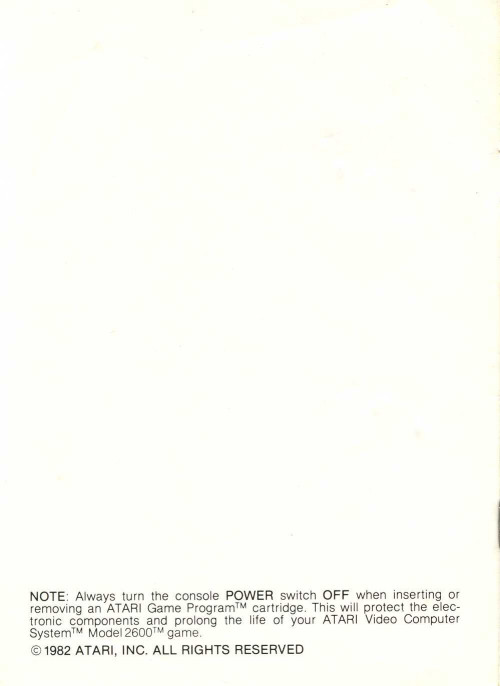 NOTE: Always turn the console POWER switch OFF when inserting or
removing an ATARI Game Program™ cartridge. This will protect the elec-
tronic components and prolong the life of your ATARI Video Computer
System™ Model 2600™ game.
© 1982 ATARI, INC. ALL RIGHTS RESERVED